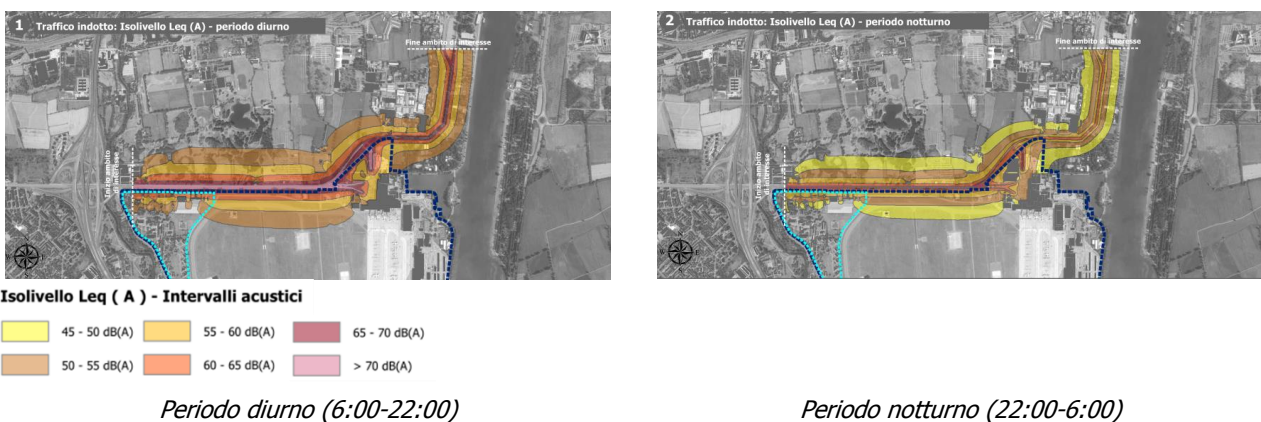 1 Traffico indotto: Isolivello Leq (A) - periodo diurno
Fine ambito di interesse
Inizio ambito
di interesse
2 Traffico indotto: Isolivello Leq (A) - periodo notturno
Fine ambito di interesse
Inizio ambito
di interesse
Isolivello Leq ( A ) - Intervalli acustici
45 - 50 dB(A) 55 - 60 dB(A) 65 - 70 dB(A)
50 - 55 dB(A) 60 - 65 dB(A) > 70 dB(A)
Periodo diurno (6:00-22:00) Periodo notturno (22:00-6:00)